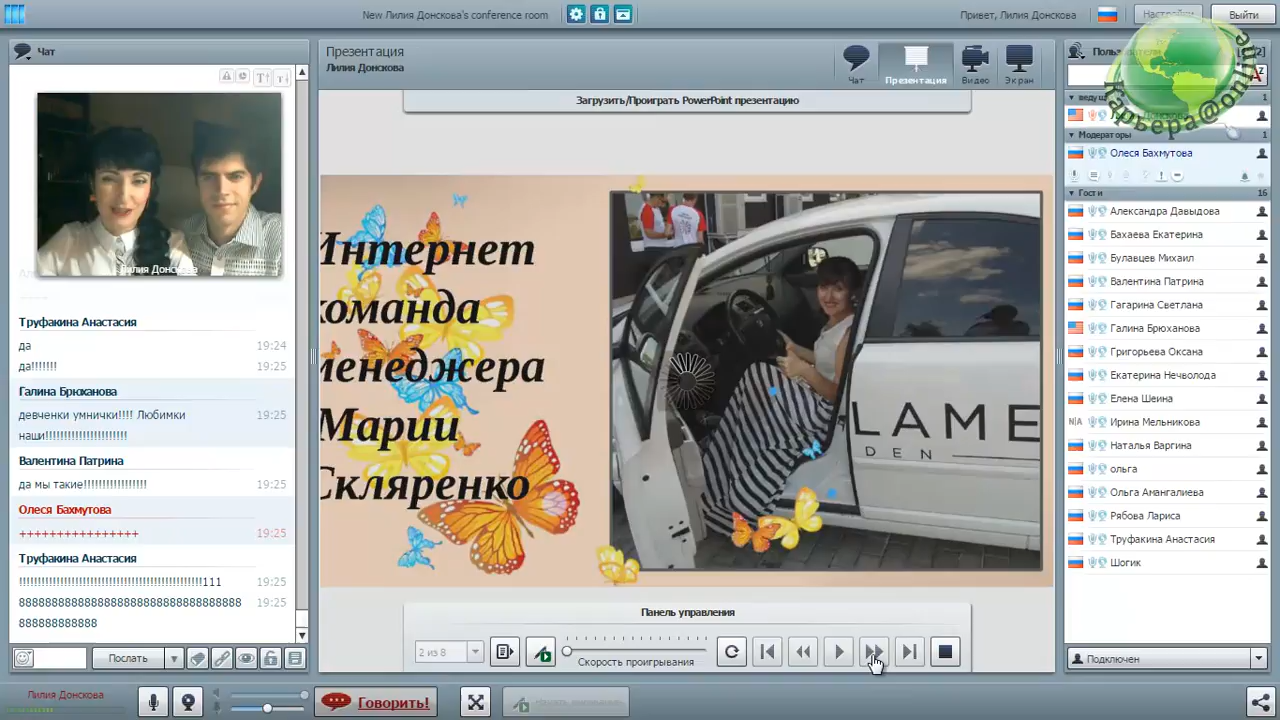 New Лилия Донскова's conference room
Привет, Лилия Донскова
Настройки
Выйти
Чат
Лилия Донскова
Труфакина Анастасия
да 19:24
да!!!!!!! 19:25
Галина Брюханова
девченки умнички!!!! Любимки 19:25
наши!!!!!!!!!!!!!!!!!!!!!!
Валентина Патрина
да мы такие!!!!!!!!!!!!!!!! 19:25
Олеся Бахмутова
++++++++++++++++ 19:25
Труфакина Анастасия
!!!!!!!!!!!!!!!!!!!!!!!!!!!!!!!!!!!!!!!!!!!!!!!!111 19:25
88888888888888888888888888888888888 19:25
888888888888
Послать
Презентация
Лилия Донскова
Чат
Презентация
Видео
Экран
Загрузить/Проиграть PowerPoint презентацию
Интернет
команда
менеджера
Марии
Скляренко
LAME
DEN
Панель управления
2 из 8
Скорость проигрывания
карьера@online
Модераторы 1
Олеся Бахмутова
Гости 16
Александра Давыдова
Бахаева Екатерина
Булавцев Михаил
Валентина Патрина
Гагарина Светлана
Галина Брюханова
Григорьева Оксана
Екатерина Нечволода
Елена Шеина
N/A Ирина Мельникова
Наталья Варгина
ольга
Ольга Амангалиева
Рябова Лариса
Труфакина Анастасия
Шогик
Подключен
Лилия Донскова
Говорить!